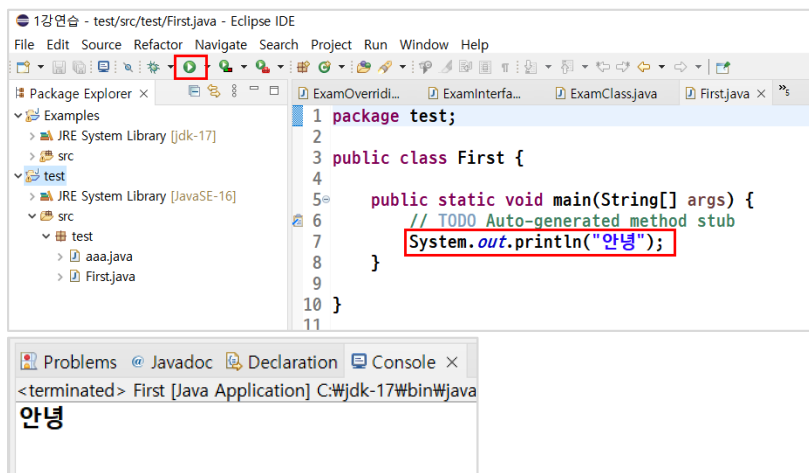 1강연습 - test/src/test/First.java - Eclipse IDE
File Edit Source Refactor Navigate Search Project Run Window Help
Package Explorer ×
ExamOverridi... ExamInterfa... ExamClass.java First.java × »5
Examples
JRE System Library [jdk-17]
src
test
JRE System Library [JavaSE-16]
src
test
aaa.java
First.java
1 package test;
2
3 public class First {
4
5 public static void main(String[] args) {
6 // TODO Auto-generated method stub
7 System.out.println("안녕");
8 }
9
10 }
11
Problems @ Javadoc Declaration Console ×
<terminated> First [Java Application] C:₩jdk-17₩bin₩java
안녕